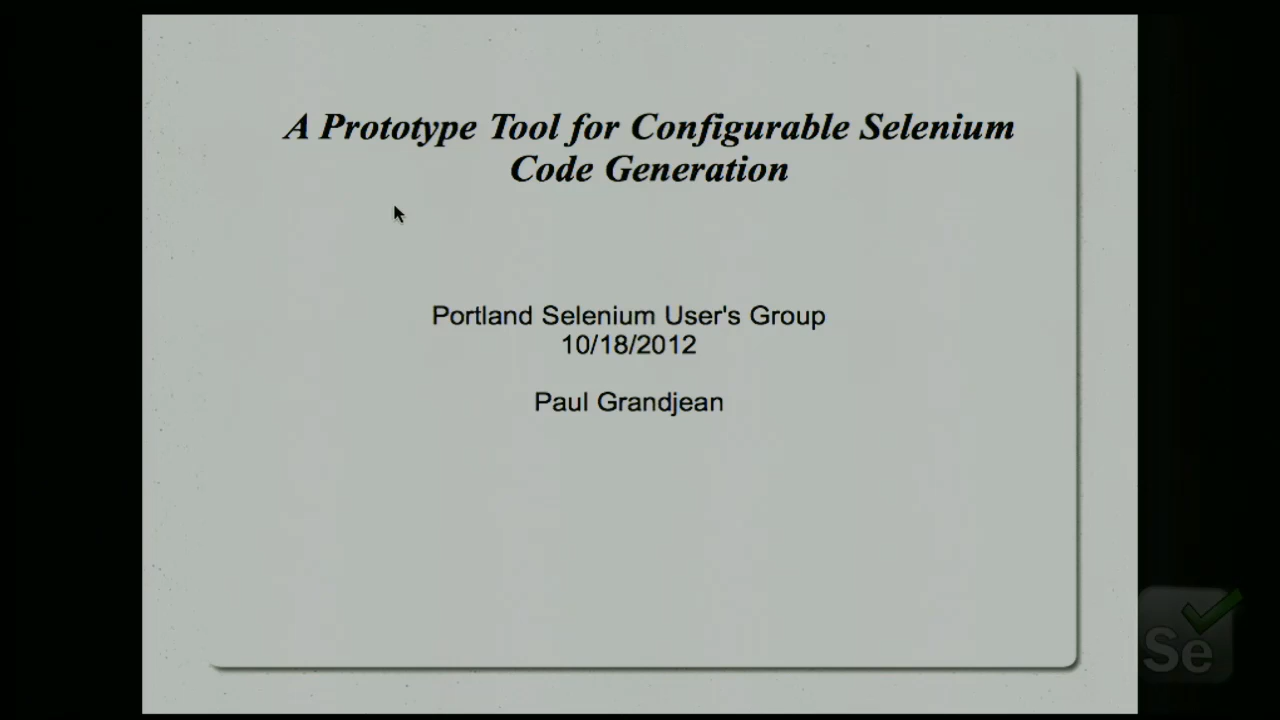 A Prototype Tool for Configurable Selenium
Code Generation
Portland Selenium User's Group
10/18/2012
Paul Grandjean
Se